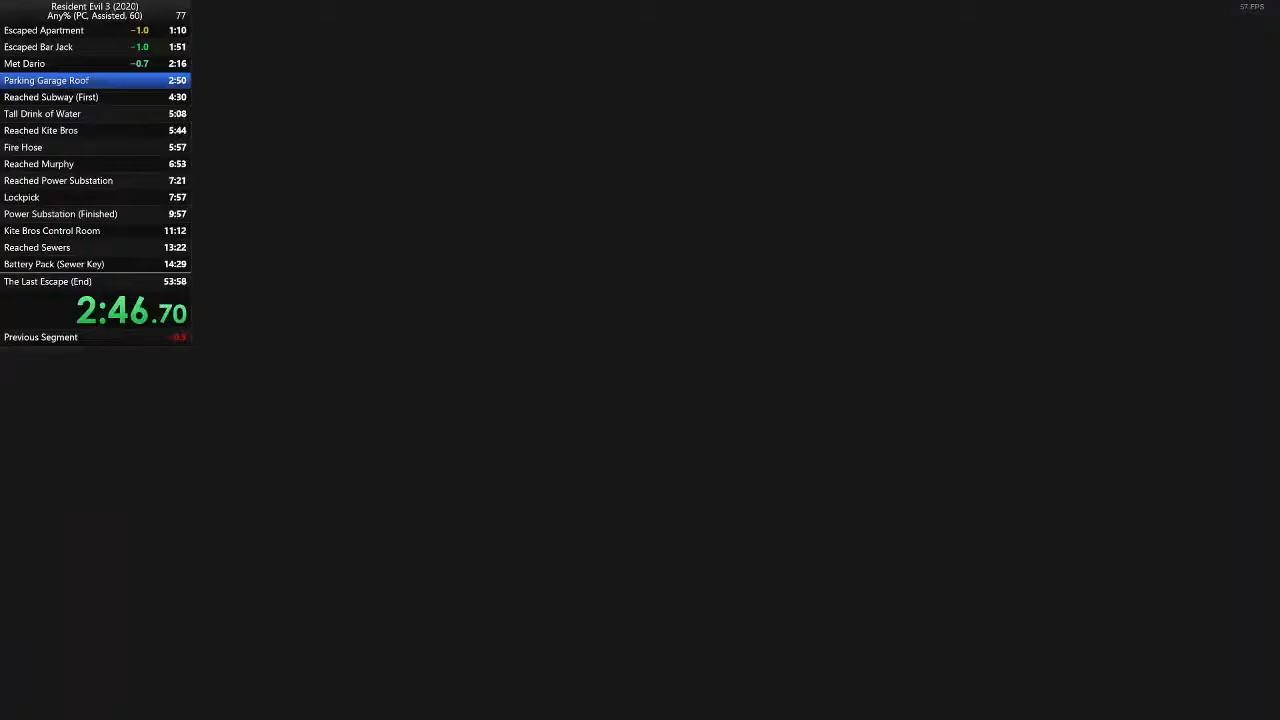 Resident Evil 3 (2020)
Any% (PC, Assisted, 60) 77
Escaped Apartment −1.0 1:10
Escaped Bar Jack −1.0 1:51
Met Dario −0.7 2:16
Parking Garage Roof 2:50
Reached Subway (First) 4:30
Tall Drink of Water 5:08
Reached Kite Bros 5:44
Fire Hose 5:57
Reached Murphy 6:53
Reached Power Substation 7:21
Lockpick 7:57
Power Substation (Finished) 9:57
Kite Bros Control Room 11:12
Reached Sewers 13:22
Battery Pack (Sewer Key) 14:29
The Last Escape (End) 53:58
2:46.70
Previous Segment
57 FPS